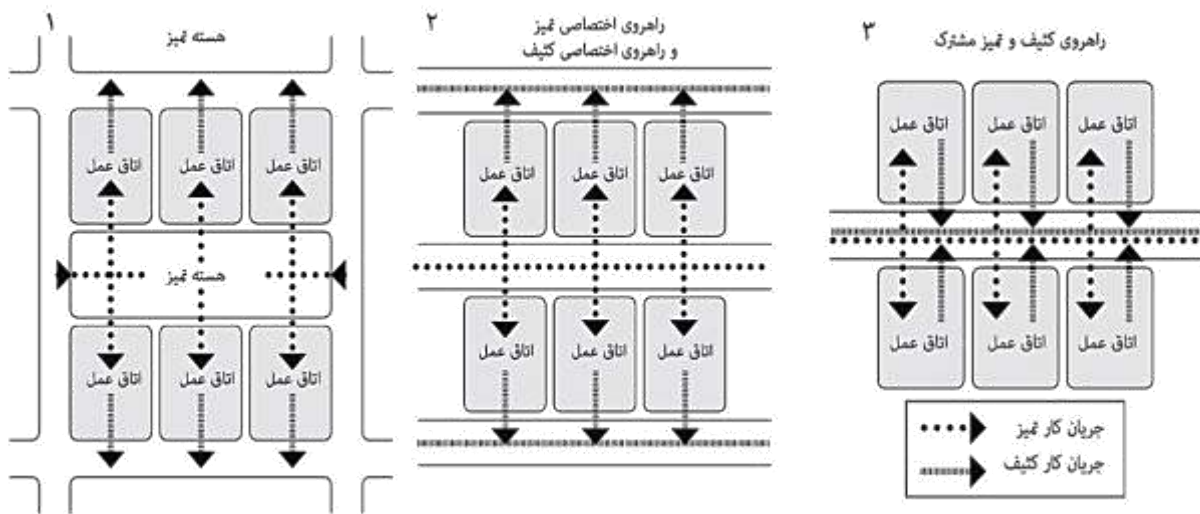 ۱
هسته تمیز
اتاق عمل
اتاق عمل
اتاق عمل
هسته تمیز
اتاق عمل
اتاق عمل
اتاق عمل
۲
راهروی اختصاصی تمیز
و راهروی اختصاصی کثیف
اتاق عمل
اتاق عمل
اتاق عمل
اتاق عمل
اتاق عمل
اتاق عمل
۳
راهروی کثیف و تمیز مشترک
اتاق عمل
اتاق عمل
اتاق عمل
اتاق عمل
اتاق عمل
اتاق عمل
جریان کار تمیز
جریان کار کثیف